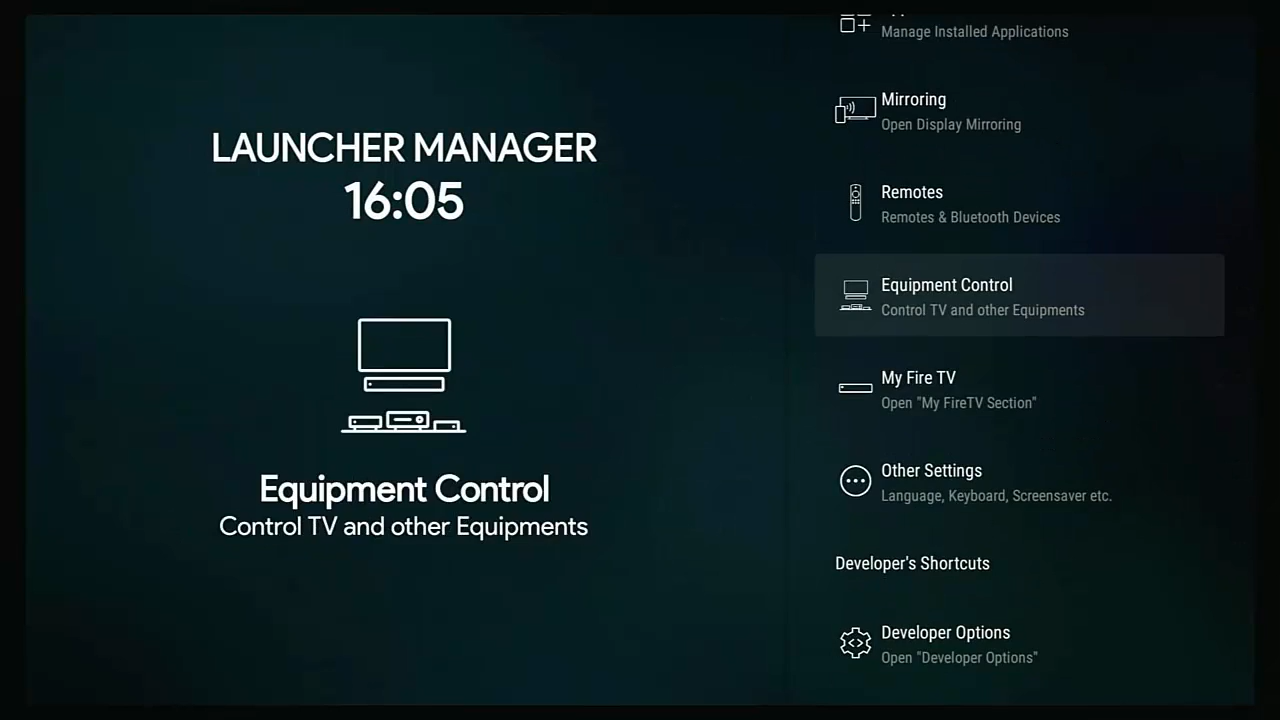 LAUNCHER MANAGER
16:05
Equipment Control
Control TV and other Equipments
Manage Installed Applications
Mirroring
Open Display Mirroring
Remotes
Remotes & Bluetooth Devices
Equipment Control
Control TV and other Equipments
My Fire TV
Open "My FireTV Section"
Other Settings
Language, Keyboard, Screensaver etc.
Developer's Shortcuts
Developer Options
Open "Developer Options"